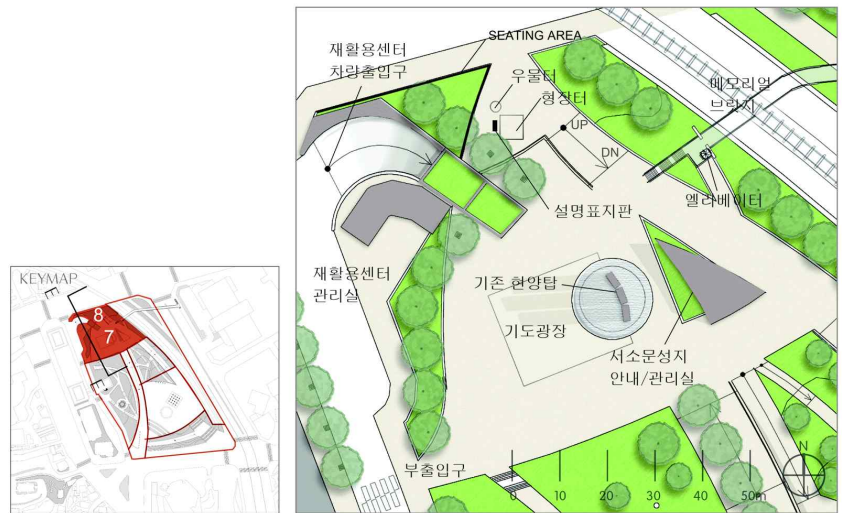 SEATING AREA
재활용센터
차량출입구
우물터
형장터
메모리얼
브릿지
UP
DN
엘리베이터
설명표지판
KEYMAP
E
8
7
E'
재활용센터
관리실
기존 현양탑
기도광장
서소문성지
안내/관리실
부출입구
N
0 10 20 30 40 50m